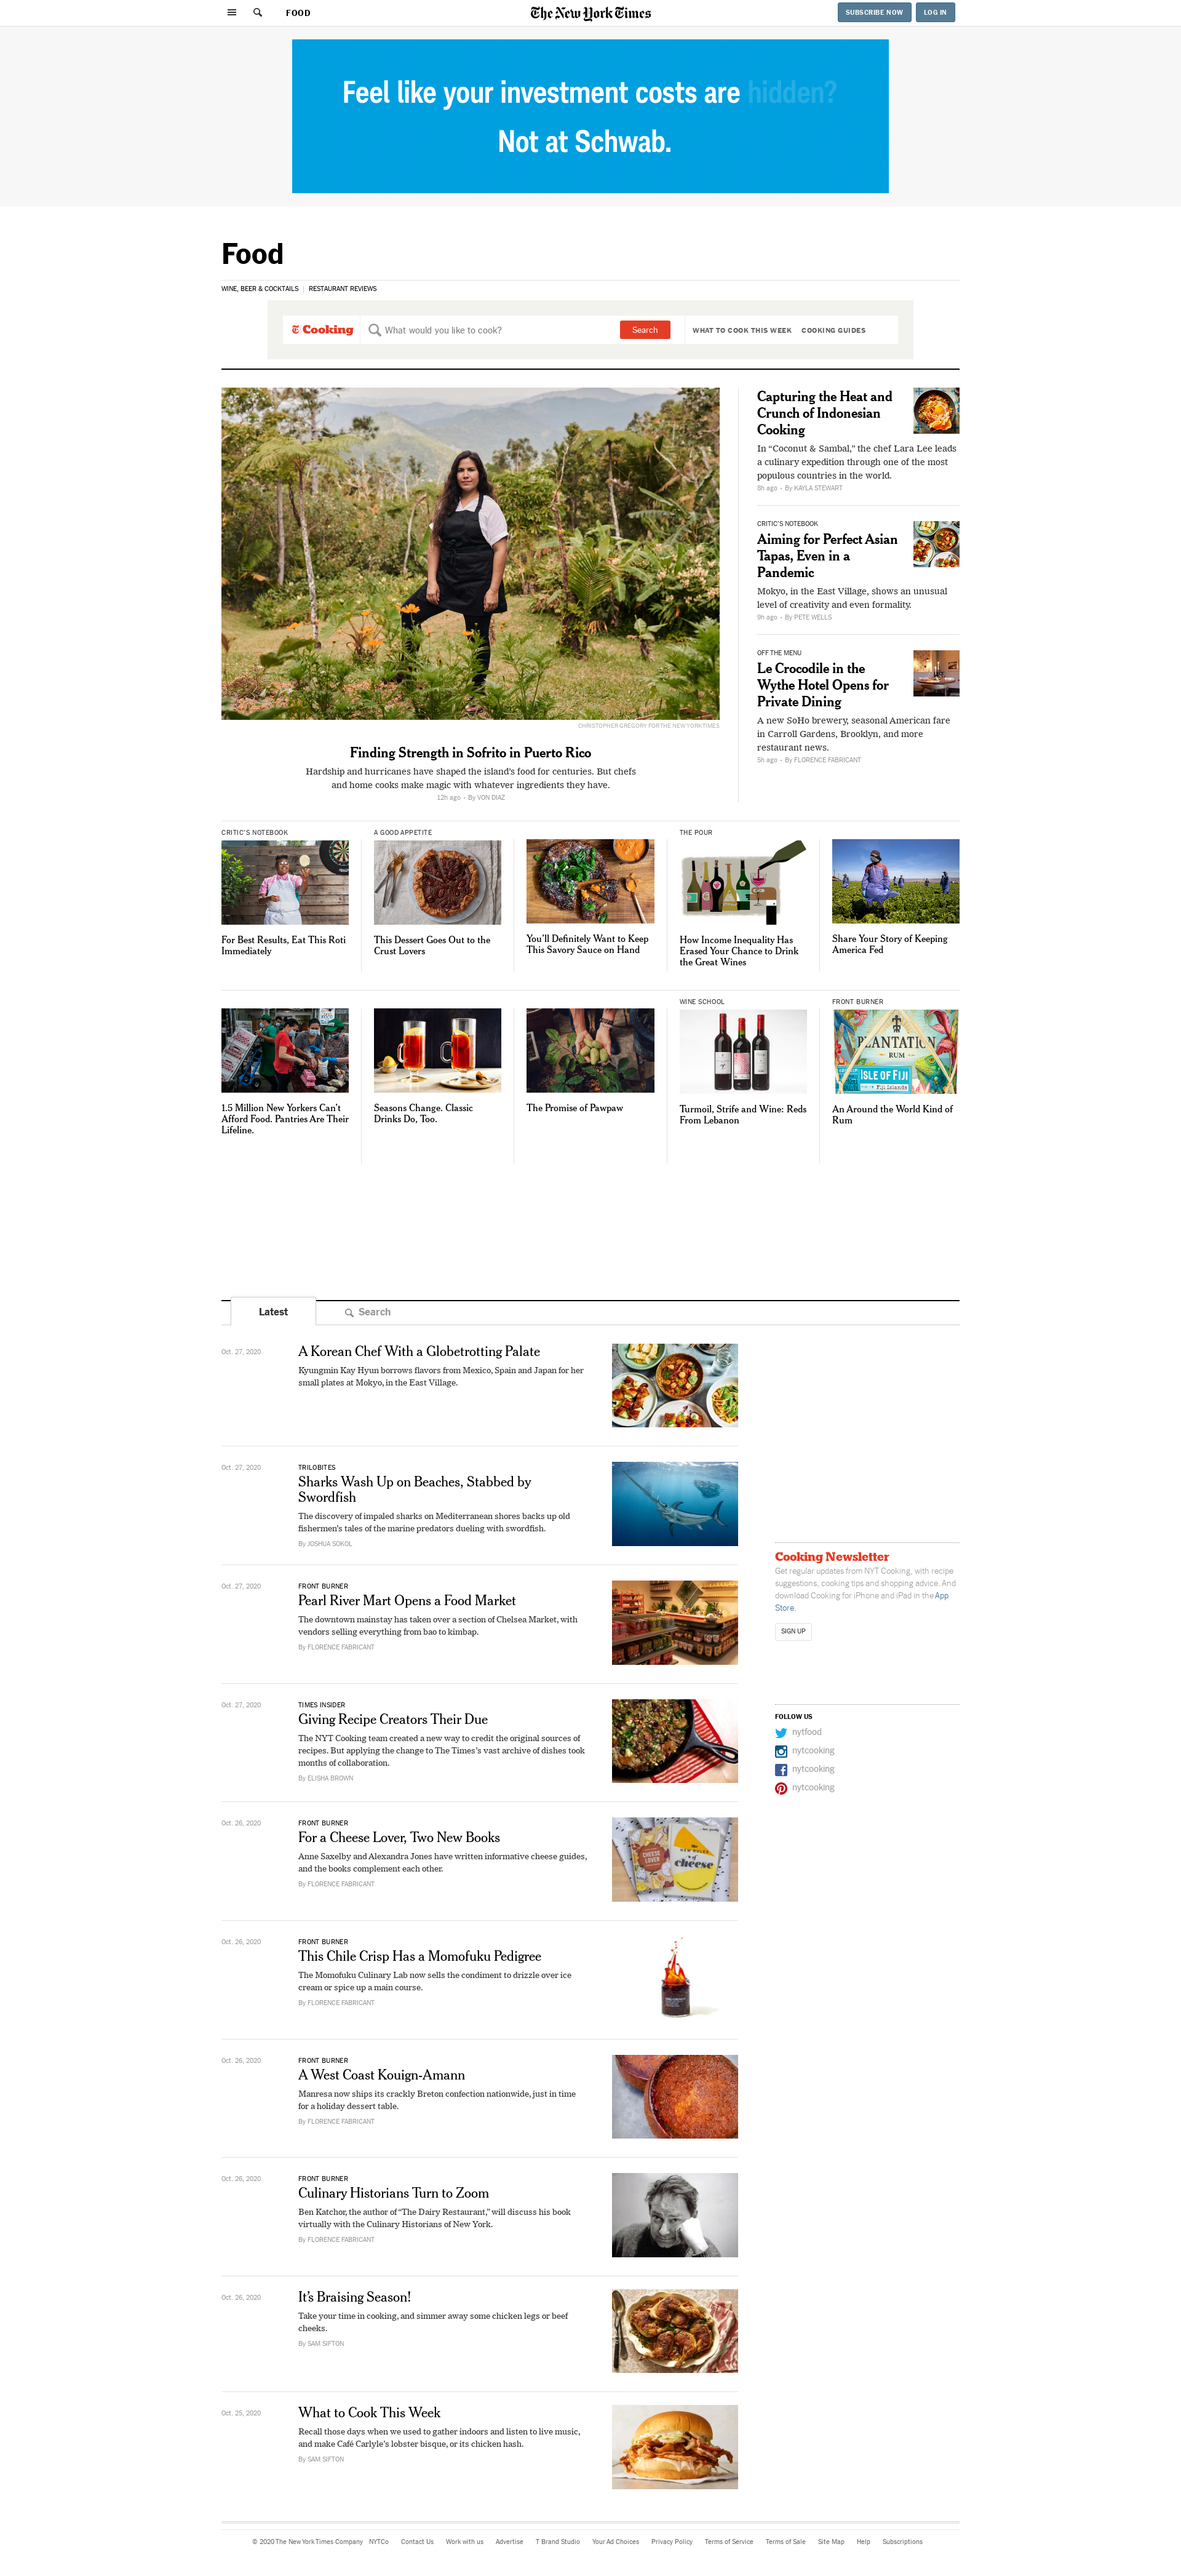 FOOD
The New York Times
SUBSCRIBE NOW
LOG IN
Feel like your investment costs are hidden?
Not at Schwab.
Food
WINE, BEER & COCKTAILS
RESTAURANT REVIEWS
Cooking
What would you like to cook?
Search
WHAT TO COOK THIS WEEK
COOKING GUIDES
CHRISTOPHER GREGORY FOR THE NEW YORK TIMES
Finding Strength in Sofrito in Puerto Rico
Hardship and hurricanes have shaped the island's food for centuries. But chefs
and home cooks make magic with whatever ingredients they have.
12h ago • By VON DIAZ
Capturing the Heat and
Crunch of Indonesian
Cooking
In “Coconut & Sambal,” the chef Lara Lee leads
a culinary expedition through one of the most
populous countries in the world.
8h ago • By KAYLA STEWART
CRITIC'S NOTEBOOK
Aiming for Perfect Asian
Tapas, Even in a
Pandemic
Mokyo, in the East Village, shows an unusual
level of creativity and even formality.
9h ago • By PETE WELLS
OFF THE MENU
Le Crocodile in the
Wythe Hotel Opens for
Private Dining
A new SoHo brewery, seasonal American fare
in Carroll Gardens, Brooklyn, and more
restaurant news.
5h ago • By FLORENCE FABRICANT
CRITIC'S NOTEBOOK
For Best Results, Eat This Roti
Immediately
A GOOD APPETITE
This Dessert Goes Out to the
Crust Lovers
You'll Definitely Want to Keep
This Savory Sauce on Hand
THE POUR
How Income Inequality Has
Erased Your Chance to Drink
the Great Wines
Share Your Story of Keeping
America Fed
1.5 Million New Yorkers Can't
Afford Food. Pantries Are Their
Lifeline.
Seasons Change. Classic
Drinks Do, Too.
The Promise of Pawpaw
WINE SCHOOL
Turmoil, Strife and Wine: Reds
From Lebanon
FRONT BURNER
PLANTATION
RUM
ISLE OF FIJI
Fiji Islands
An Around the World Kind of
Rum
Latest
Search
Oct. 27, 2020
A Korean Chef With a Globetrotting Palate
Kyungmin Kay Hyun borrows flavors from Mexico, Spain and Japan for her
small plates at Mokyo, in the East Village.
Oct. 27, 2020
TRILOBITES
Sharks Wash Up on Beaches, Stabbed by
Swordfish
The discovery of impaled sharks on Mediterranean shores backs up old
fishermen's tales of the marine predators dueling with swordfish.
By JOSHUA SOKOL
Oct. 27, 2020
FRONT BURNER
Pearl River Mart Opens a Food Market
The downtown mainstay has taken over a section of Chelsea Market, with
vendors selling everything from bao to kimbap.
By FLORENCE FABRICANT
Oct. 27, 2020
TIMES INSIDER
Giving Recipe Creators Their Due
The NYT Cooking team created a new way to credit the original sources of
recipes. But applying the change to The Times's vast archive of dishes took
months of collaboration.
By ELISHA BROWN
Oct. 26, 2020
FRONT BURNER
For a Cheese Lover, Two New Books
Anne Saxelby and Alexandra Jones have written informative cheese guides,
and the books complement each other.
By FLORENCE FABRICANT
CHEESE
LOVER
of
cheese
Oct. 26, 2020
FRONT BURNER
This Chile Crisp Has a Momofuku Pedigree
The Momofuku Culinary Lab now sells the condiment to drizzle over ice
cream or spice up a main course.
By FLORENCE FABRICANT
Oct. 26, 2020
FRONT BURNER
A West Coast Kouign-Amann
Manresa now ships its crackly Breton confection nationwide, just in time
for a holiday dessert table.
By FLORENCE FABRICANT
Oct. 26, 2020
FRONT BURNER
Culinary Historians Turn to Zoom
Ben Katchor, the author of “The Dairy Restaurant,” will discuss his book
virtually with the Culinary Historians of New York.
By FLORENCE FABRICANT
Oct. 26, 2020
It's Braising Season!
Take your time in cooking, and simmer away some chicken legs or beef
cheeks.
By SAM SIFTON
Oct. 25, 2020
What to Cook This Week
Recall those days when we used to gather indoors and listen to live music,
and make Café Carlyle's lobster bisque, or its chicken hash.
By SAM SIFTON
Cooking Newsletter
Get regular updates from NYT Cooking, with recipe
suggestions, cooking tips and shopping advice. And
download Cooking for iPhone and iPad in the App
Store.
SIGN UP
FOLLOW US
nytfood
nytcooking
nytcooking
nytcooking
© 2020 The New York Times Company NYTCo Contact Us Work with us Advertise T Brand Studio Your Ad Choices Privacy Policy Terms of Service Terms of Sale Site Map Help Subscriptions